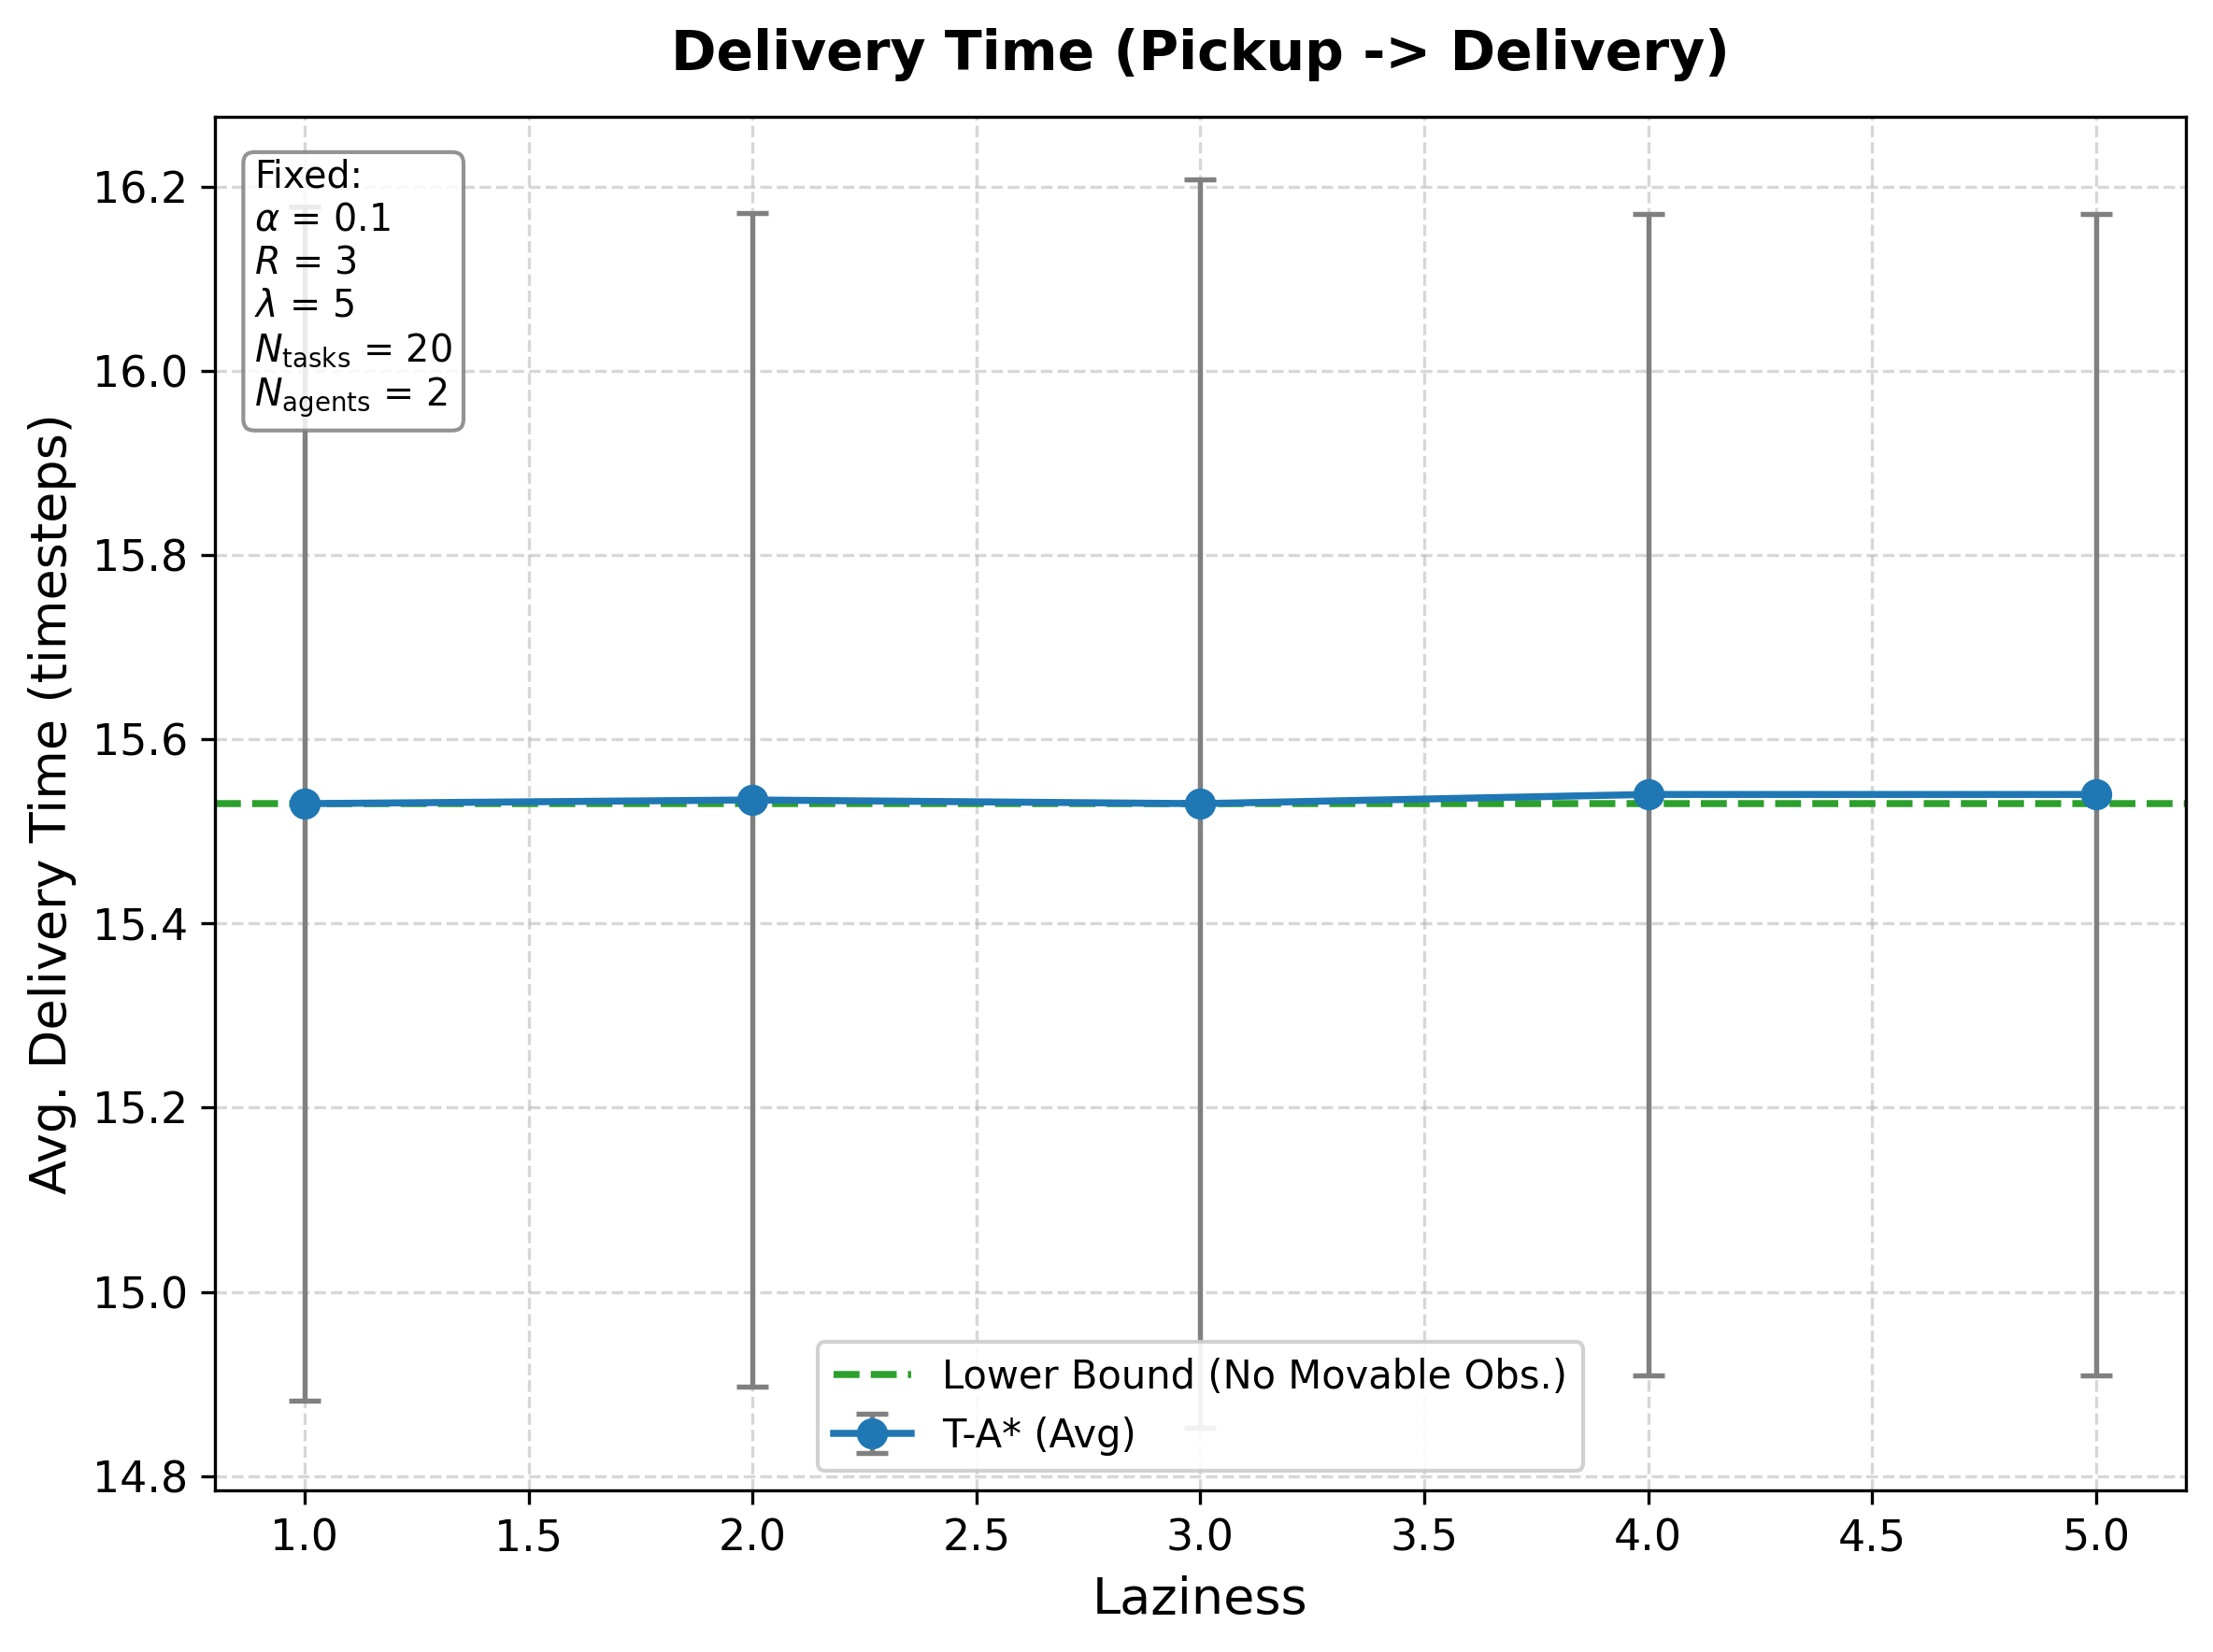 Delivery Time (Pickup -> Delivery)
Fixed:
α = 0.1
R = 3
λ = 5
N_tasks = 20
N_agents = 2
Avg. Delivery Time (timesteps)
16.2
16.0
15.8
15.6
15.4
15.2
15.0
14.8
Lower Bound (No Movable Obs.)
T-A* (Avg)
1.0 1.5 2.0 2.5 3.0 3.5 4.0 4.5 5.0
Laziness